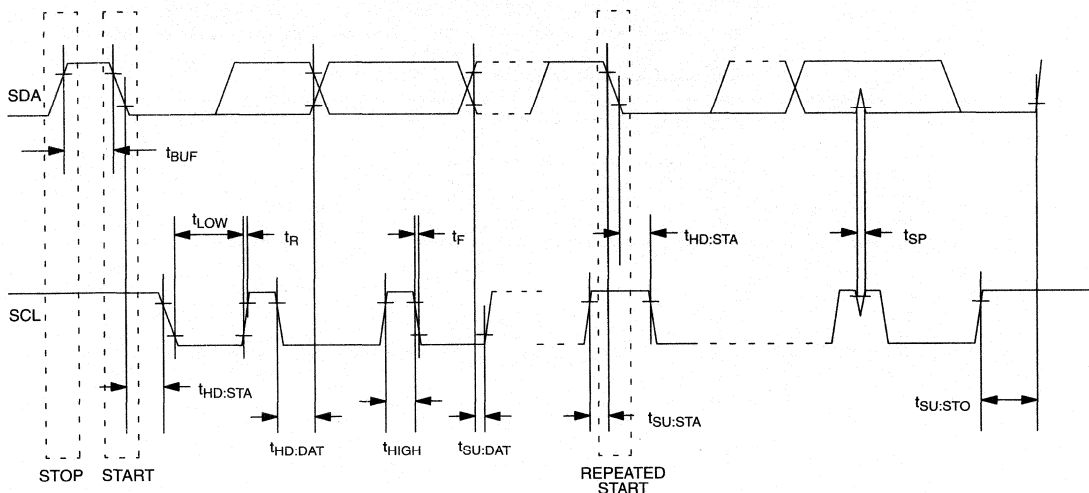 SDA
tBUF
tLOW
tR
tF
tHD:STA
tSP
SCL
tHD:STA
tHD:DAT
tHIGH
tSU:DAT
tSU:STA
tSU:STO
STOP
START
REPEATED
START